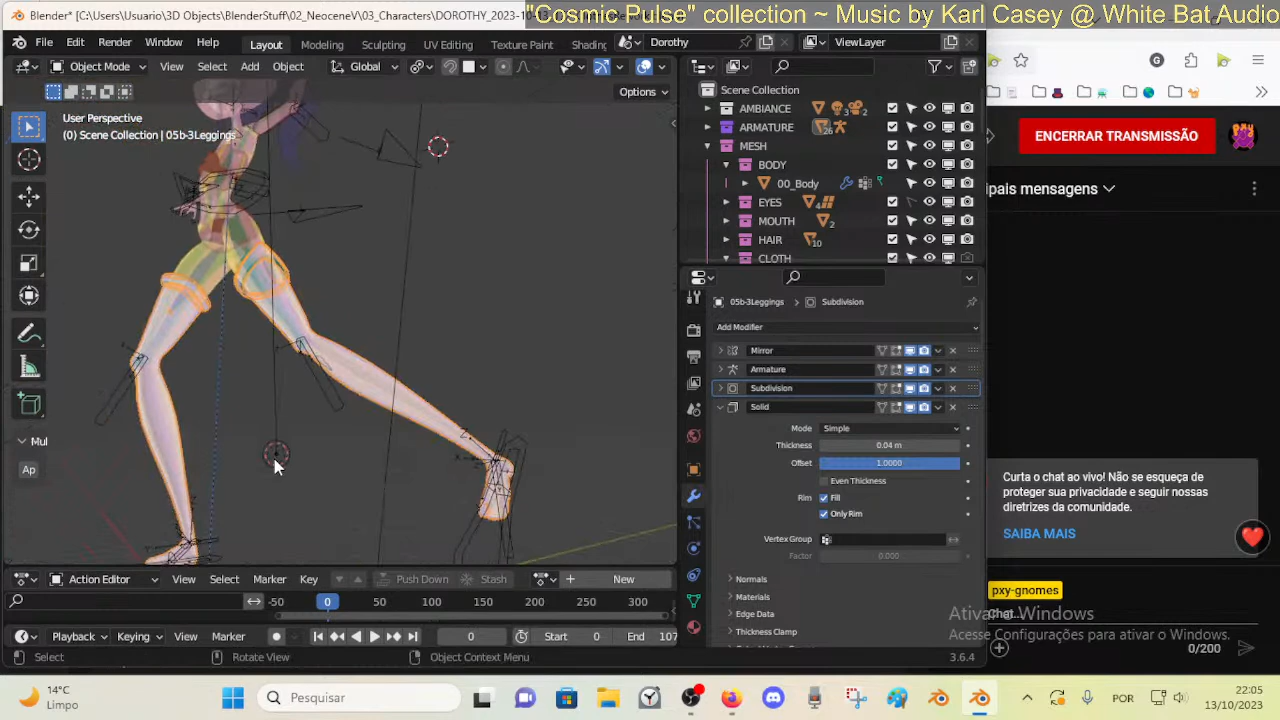 Blender* [C:\Users\Usuario\3D Objects\BlenderStuff\02_NeoceneV\03_Characters\DOROTHY_2023-10-13
"Cosmic Pulse" collection ~ Music by Karl Casey @ White Bat Audio
File Edit Render Window Help Layout Modeling Sculpting UV Editing Texture Paint Shading Dorothy ViewLayer
Object Mode View Select Add Object Global
Options
User Perspective
(0) Scene Collection | 05b-3Leggings
Mul
Ap
Scene Collection
AMBIANCE 3 2
ARMATURE 26
MESH
BODY
00_Body
EYES 4
MOUTH 2
HAIR 10
CLOTH
05b-3Leggings > Subdivision
Add Modifier
Mirror
Armature
Subdivision
Solid
Mode Simple
Thickness 0.04 m
Offset 1.0000
Even Thickness
Rim Fill
Only Rim
Vertex Group
Factor 0.000
Normals
Materials
Edge Data
Thickness Clamp
Action Editor View Select Marker Key Push Down Stash New
-50 0 50 100 150 200 250 300
Playback Keying View Marker 0 Start 0 End 107
Select Rotate View Object Context Menu 3.6.4
G
ENCERRAR TRANSMISSÃO
ipais mensagens
Curta o chat ao vivo! Não se esqueça de
proteger sua privacidade e seguir nossas
diretrizes da comunidade.
SAIBA MAIS
pxy-gnomes
Chat...
0/200
Ativar o Windows
Acesse Configurações para ativar o Windows.
14°C
Limpo
Pesquisar
POR
22:05
13/10/2023